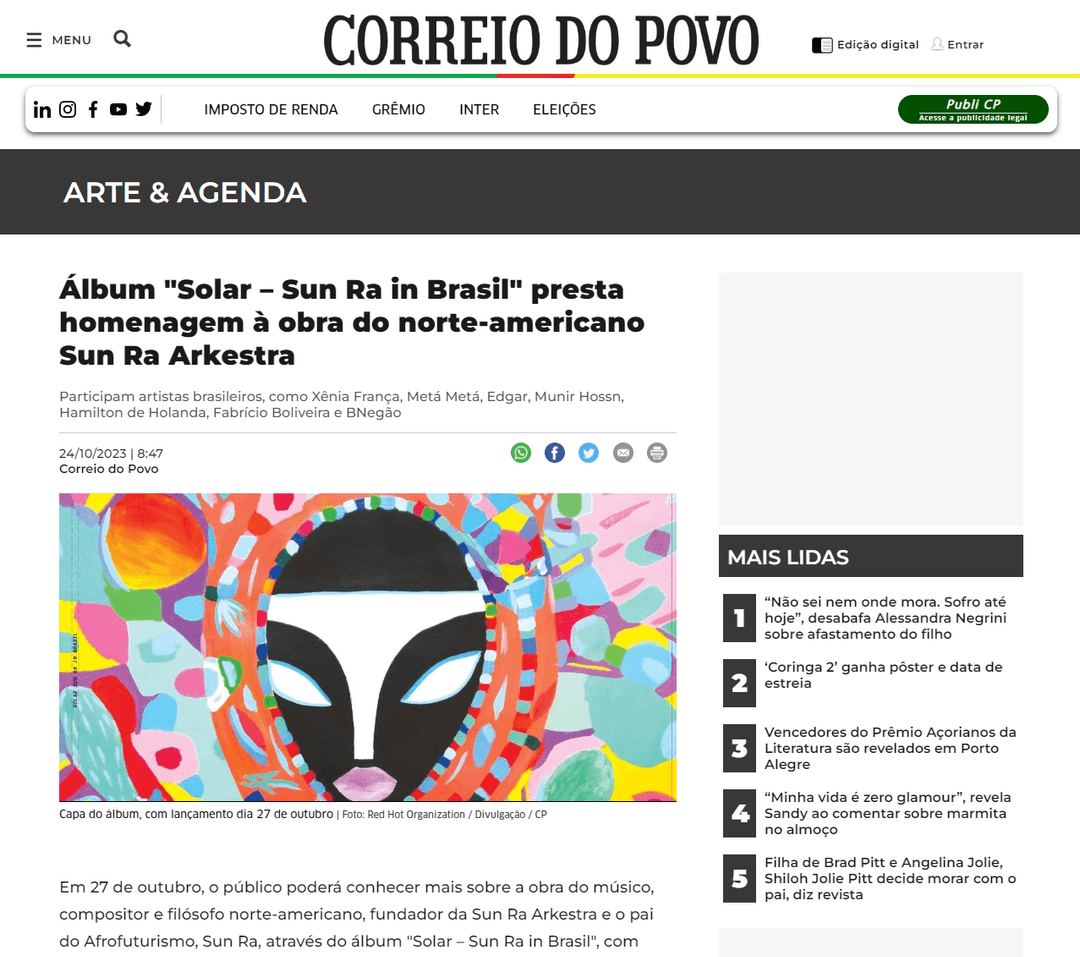 MENU
CORREIO DO POVO
Edição digital
Entrar
IMPOSTO DE RENDA
GRÊMIO
INTER
ELEIÇÕES
Publi CP
Acesse a publicidade legal
ARTE & AGENDA
Álbum "Solar – Sun Ra in Brasil" presta
homenagem à obra do norte-americano
Sun Ra Arkestra
Participam artistas brasileiros, como Xênia França, Metá Metá, Edgar, Munir Hossn,
Hamilton de Holanda, Fabrício Boliveira e BNegão
24/10/2023 | 8:47
Correio do Povo
SOLAR SUN RA IN BRASIL
Capa do álbum, com lançamento dia 27 de outubro | Foto: Red Hot Organization / Divulgação / CP
Em 27 de outubro, o público poderá conhecer mais sobre a obra do músico,
compositor e filósofo norte-americano, fundador da Sun Ra Arkestra e o pai
do Afrofuturismo, Sun Ra, através do álbum "Solar – Sun Ra in Brasil", com
MAIS LIDAS
1
“Não sei nem onde mora. Sofro até
hoje”, desabafa Alessandra Negrini
sobre afastamento do filho
2
‘Coringa 2’ ganha pôster e data de
estreia
3
Vencedores do Prêmio Açorianos da
Literatura são revelados em Porto
Alegre
4
“Minha vida é zero glamour”, revela
Sandy ao comentar sobre marmita
no almoço
5
Filha de Brad Pitt e Angelina Jolie,
Shiloh Jolie Pitt decide morar com o
pai, diz revista